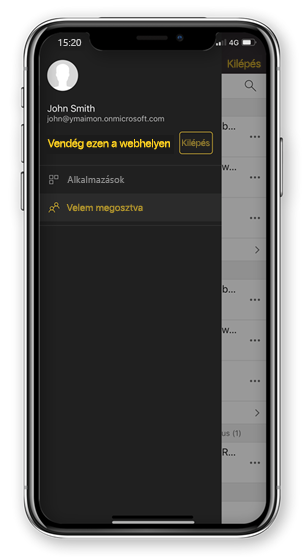 15:20
4G
Kilépés
John Smith
john@ymaimon.onmicrosoft.com
Vendég ezen a webhelyen
Kilépés
b...
Alkalmazások
w...
Velem megosztva
b...
w...
us (1)
R...